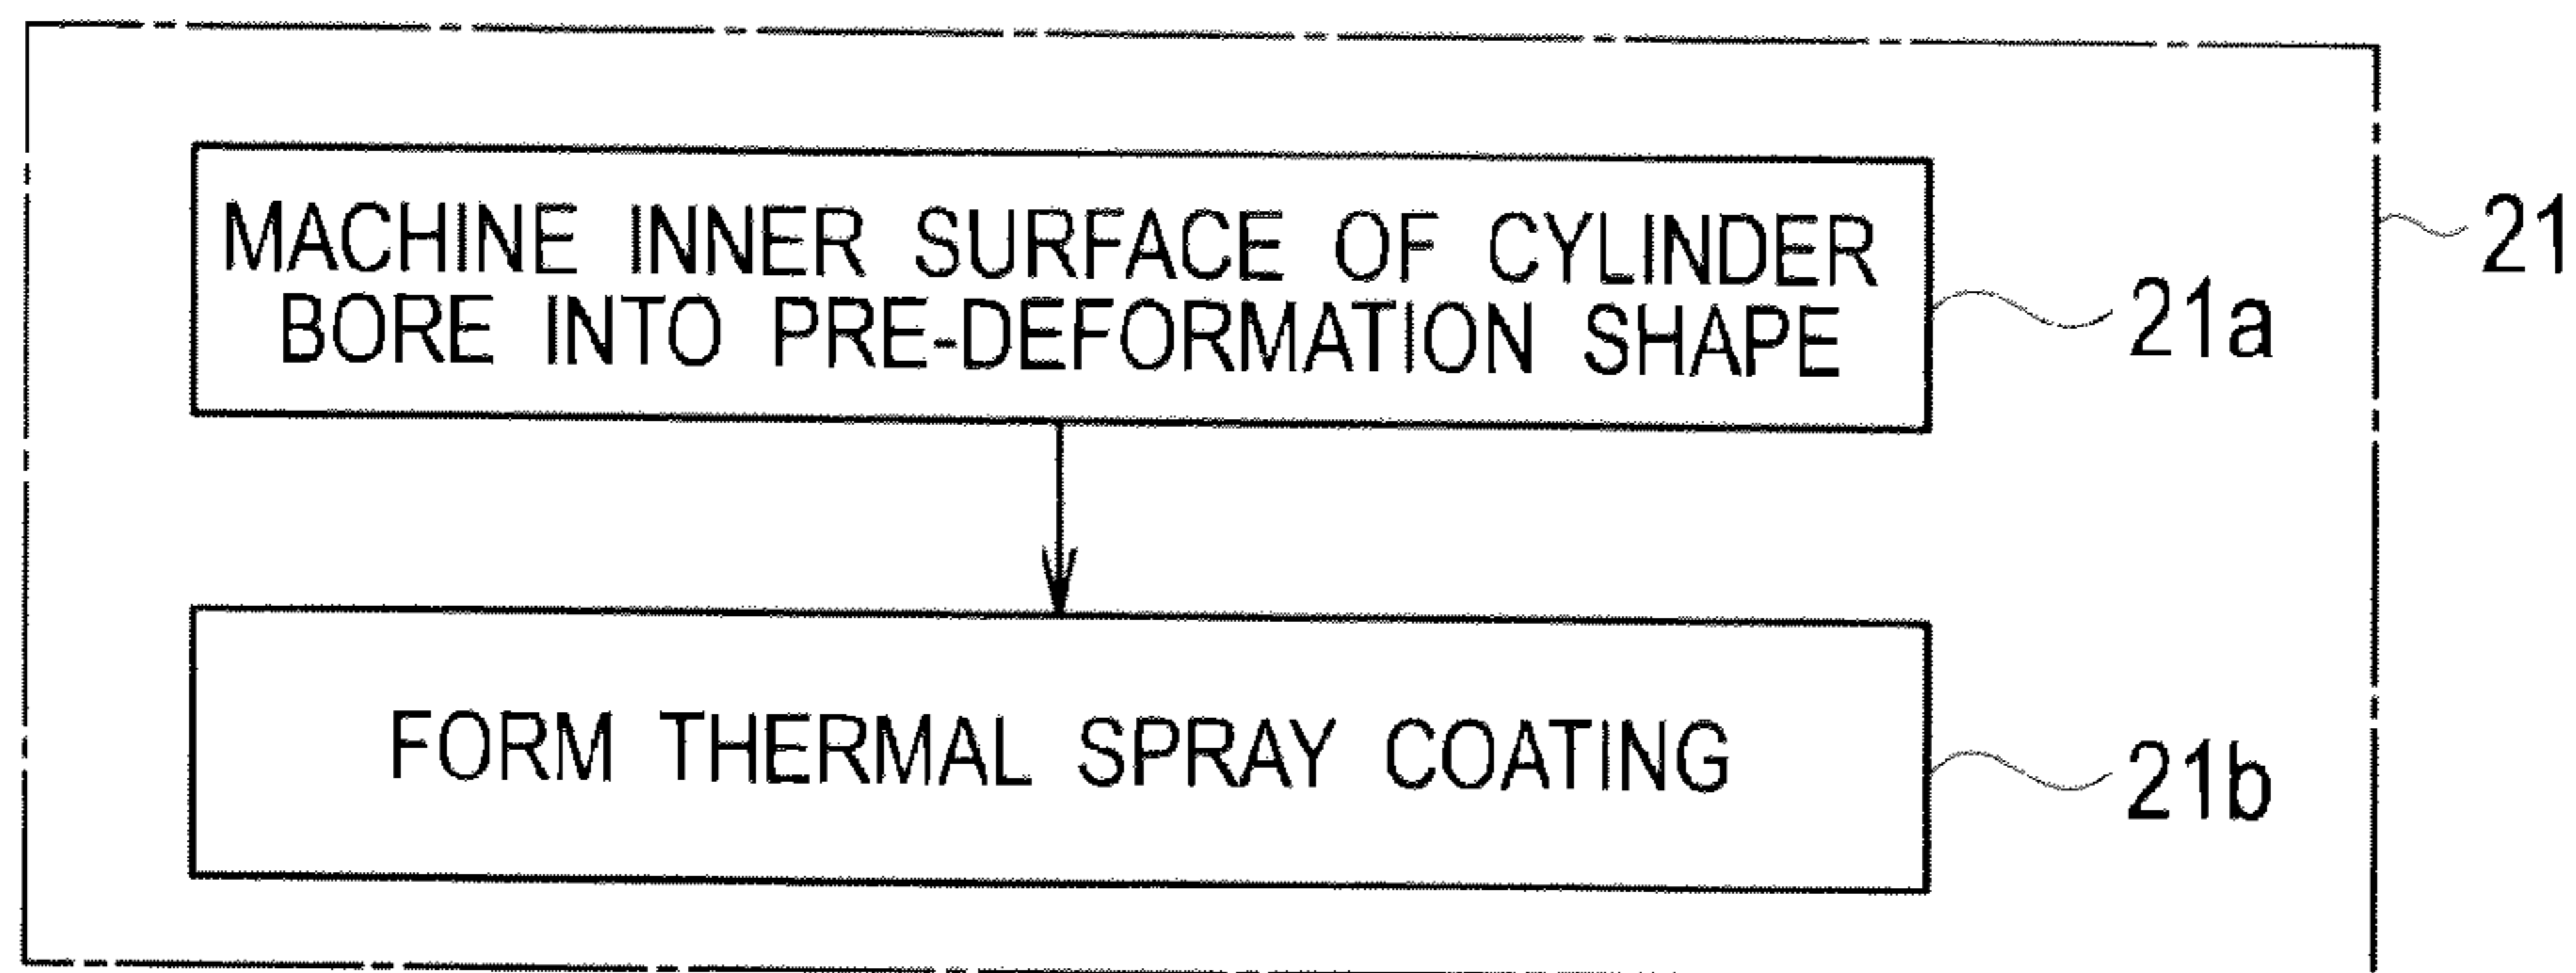 21
MACHINE INNER SURFACE OF CYLINDER
BORE INTO PRE-DEFORMATION SHAPE
21a
FORM THERMAL SPRAY COATING
21b